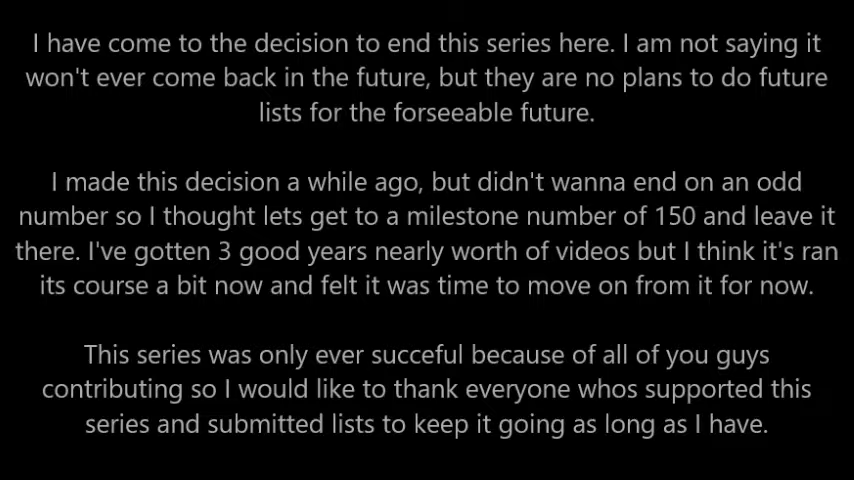 I have come to the decision to end this series here. I am not saying it
won't ever come back in the future, but they are no plans to do future
lists for the forseeable future.
I made this decision a while ago, but didn't wanna end on an odd
number so I thought lets get to a milestone number of 150 and leave it
there. I've gotten 3 good years nearly worth of videos but I think it's ran
its course a bit now and felt it was time to move on from it for now.
This series was only ever succeful because of all of you guys
contributing so I would like to thank everyone whos supported this
series and submitted lists to keep it going as long as I have.